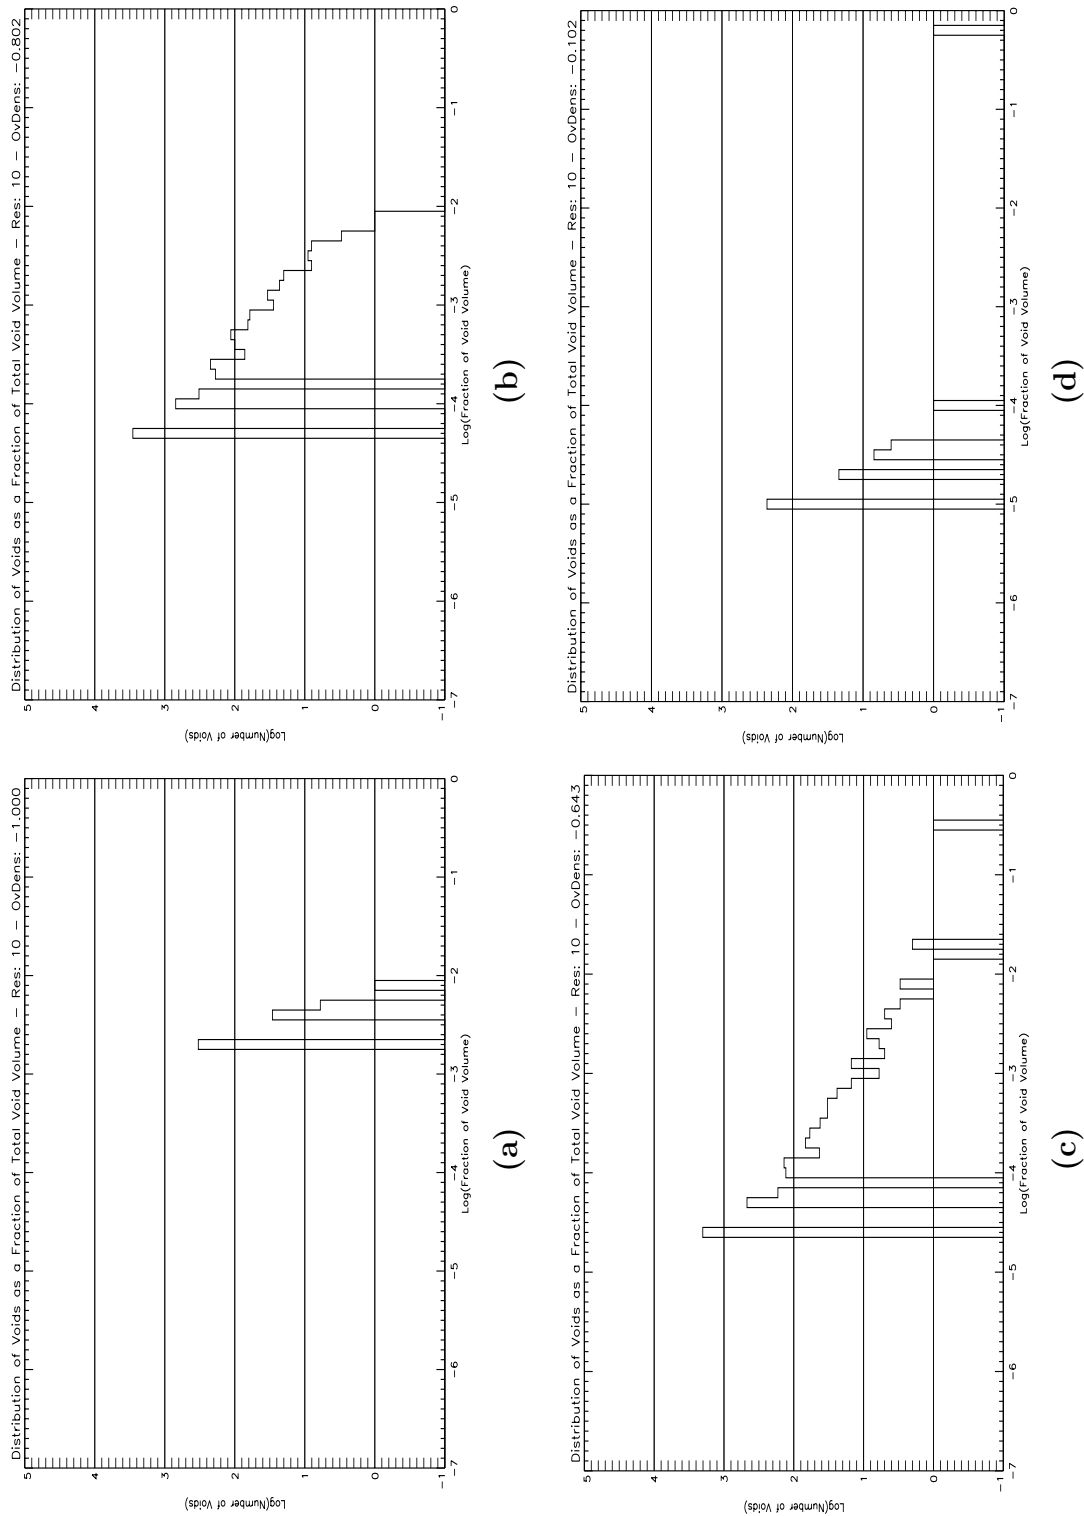 Distribution of Voids as a Fraction of Total Void Volume – Res: 10 – OvDens: −1.000
5
4
3
2
1
0
−1
Log(Number of Voids)
−7 −6 −5 −4 −3 −2 −1 0
Log(Fraction of Void Volume)
(a)
Distribution of Voids as a Fraction of Total Void Volume – Res: 10 – OvDens: −0.802
5
4
3
2
1
0
−1
Log(Number of Voids)
−7 −6 −5 −4 −3 −2 −1 0
Log(Fraction of Void Volume)
(b)
Distribution of Voids as a Fraction of Total Void Volume – Res: 10 – OvDens: −0.643
5
4
3
2
1
0
−1
Log(Number of Voids)
−7 −6 −5 −4 −3 −2 −1 0
Log(Fraction of Void Volume)
(c)
Distribution of Voids as a Fraction of Total Void Volume – Res: 10 – OvDens: −0.102
5
4
3
2
1
0
−1
Log(Number of Voids)
−7 −6 −5 −4 −3 −2 −1 0
Log(Fraction of Void Volume)
(d)